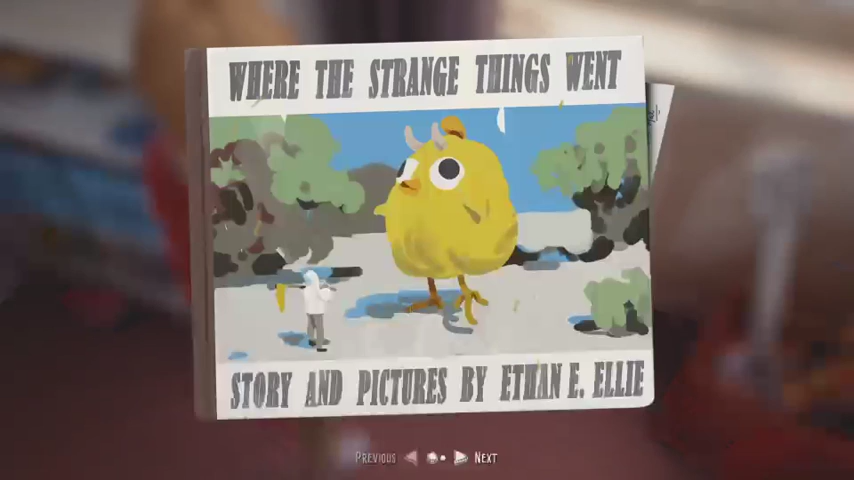 WHERE THE STRANGE THINGS WENT
STORY AND PICTURES BY ETHAN E. ELLIE
PREVIOUS NEXT